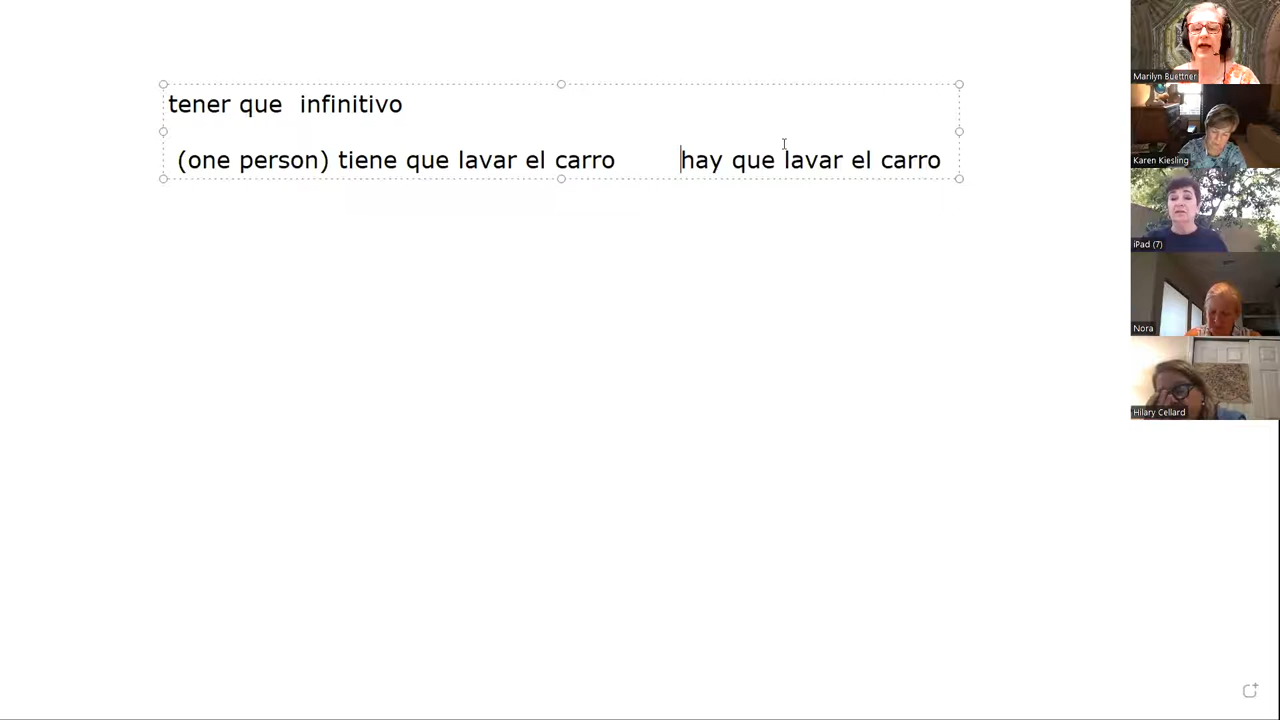 tener que infinitivo
(one person) tiene que lavar el carro hay que lavar el carro
Marilyn Buettner
Karen Kiesling
iPad (7)
Nora
Hilary Cellard